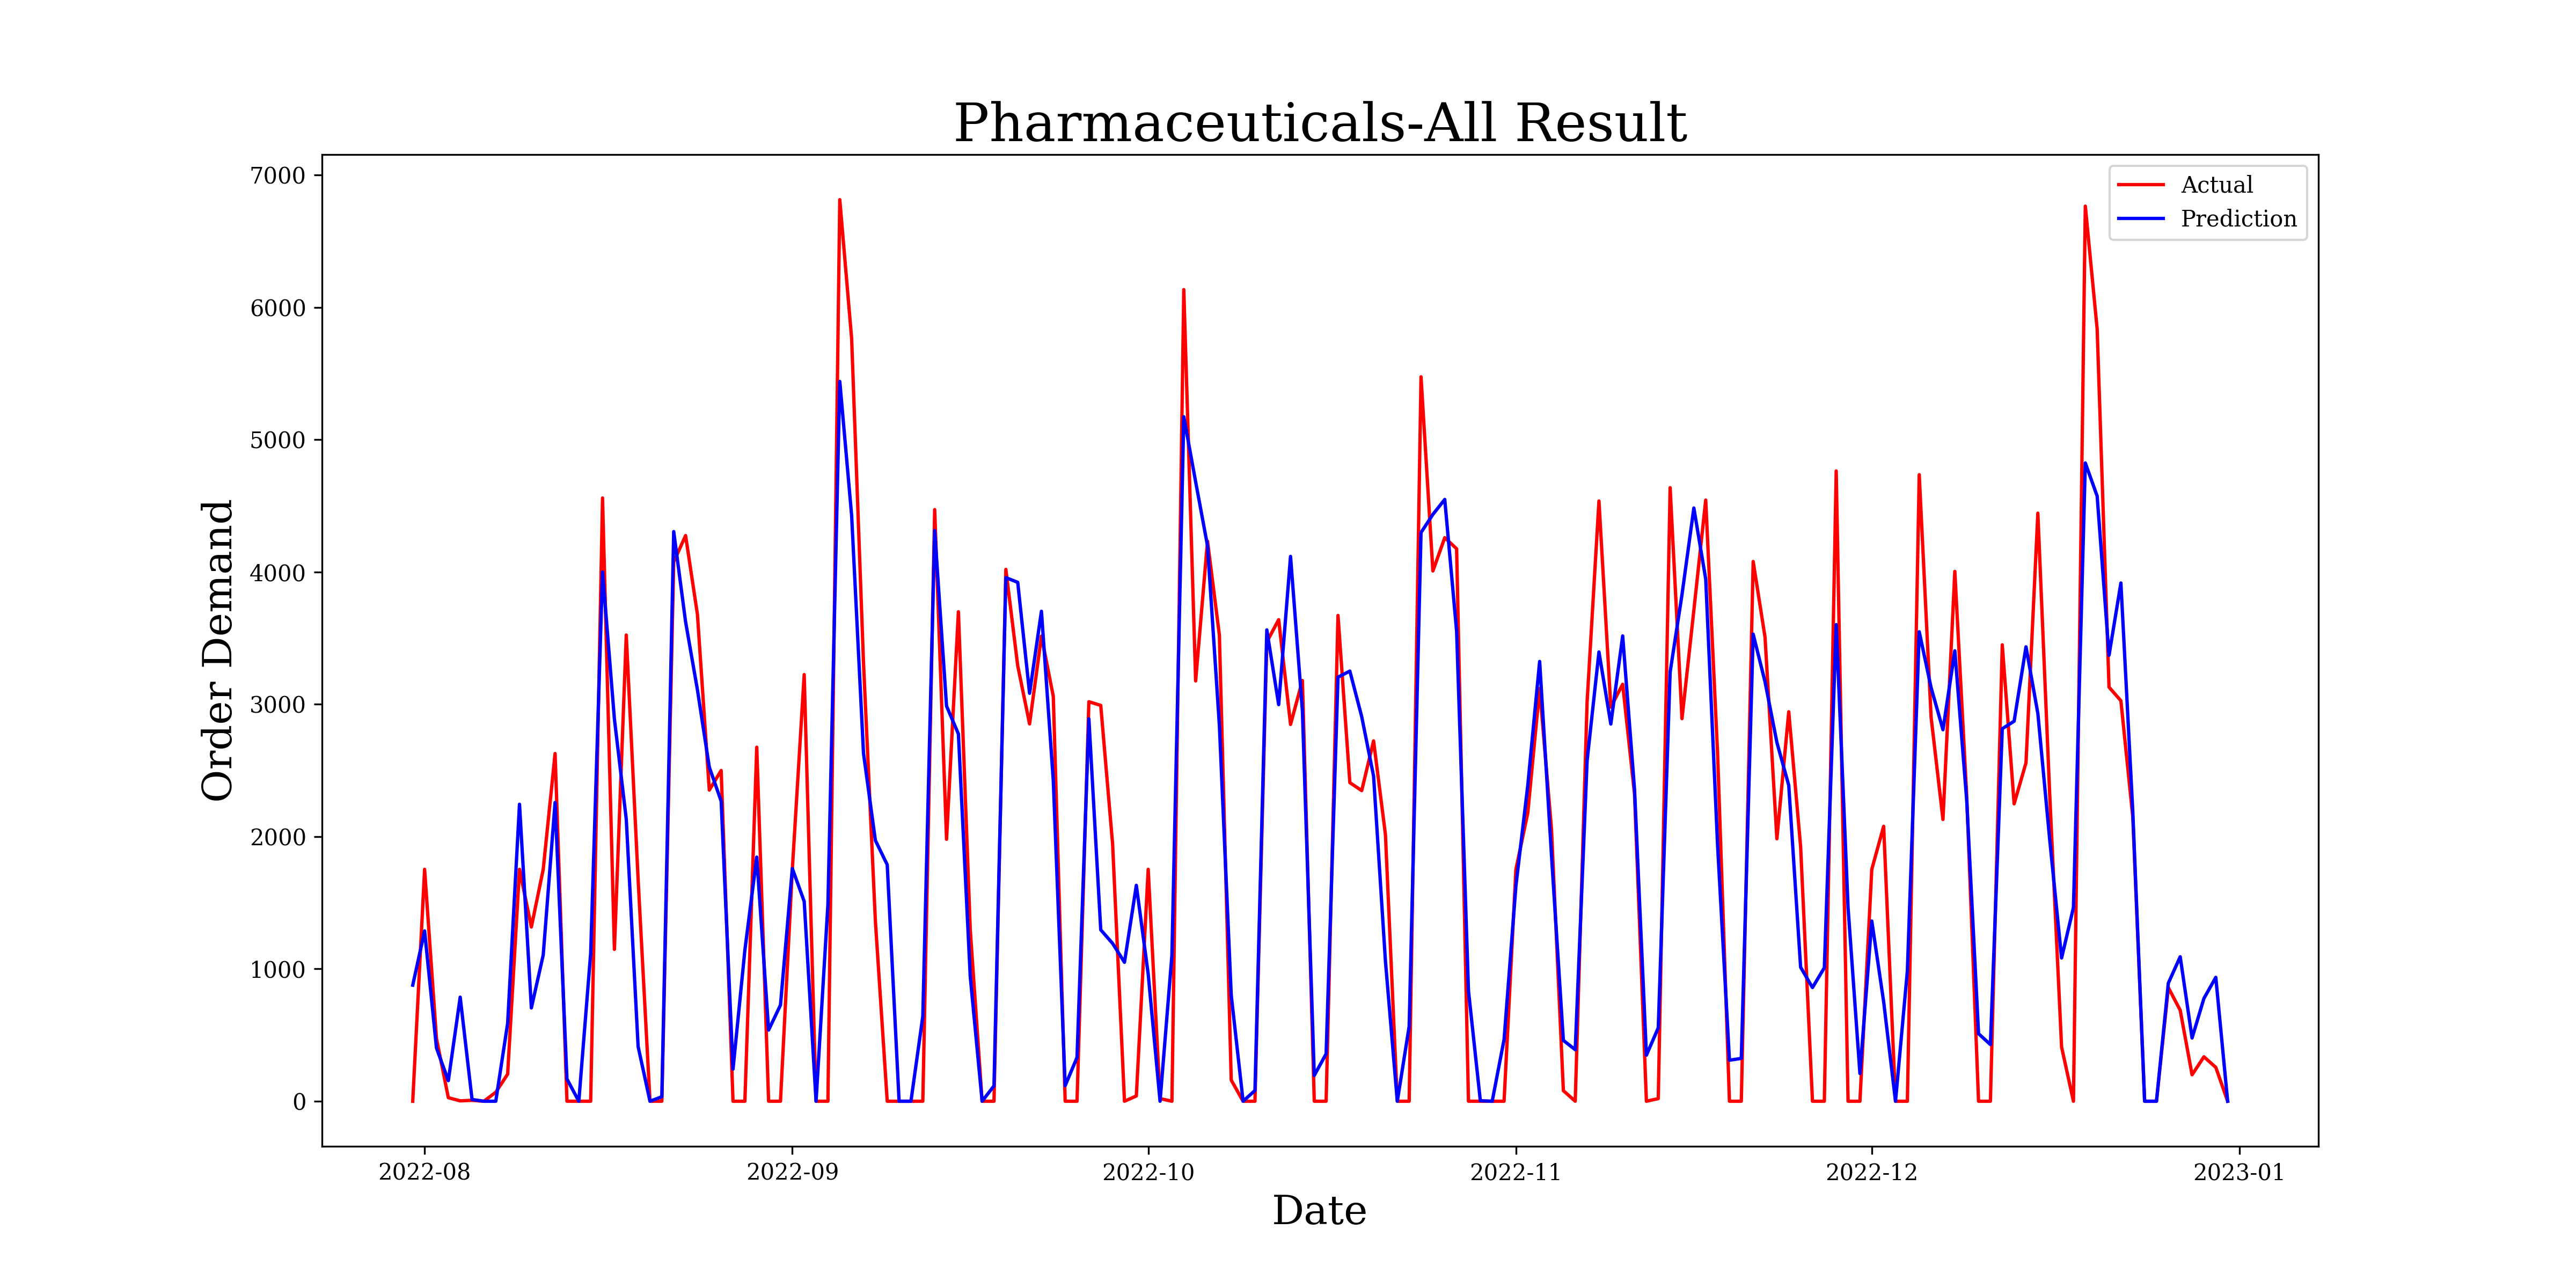 Pharmaceuticals-All Result
Actual
Prediction
Order Demand
7000
6000
5000
4000
3000
2000
1000
0
2022-08 2022-09 2022-10 2022-11 2022-12 2023-01
Date